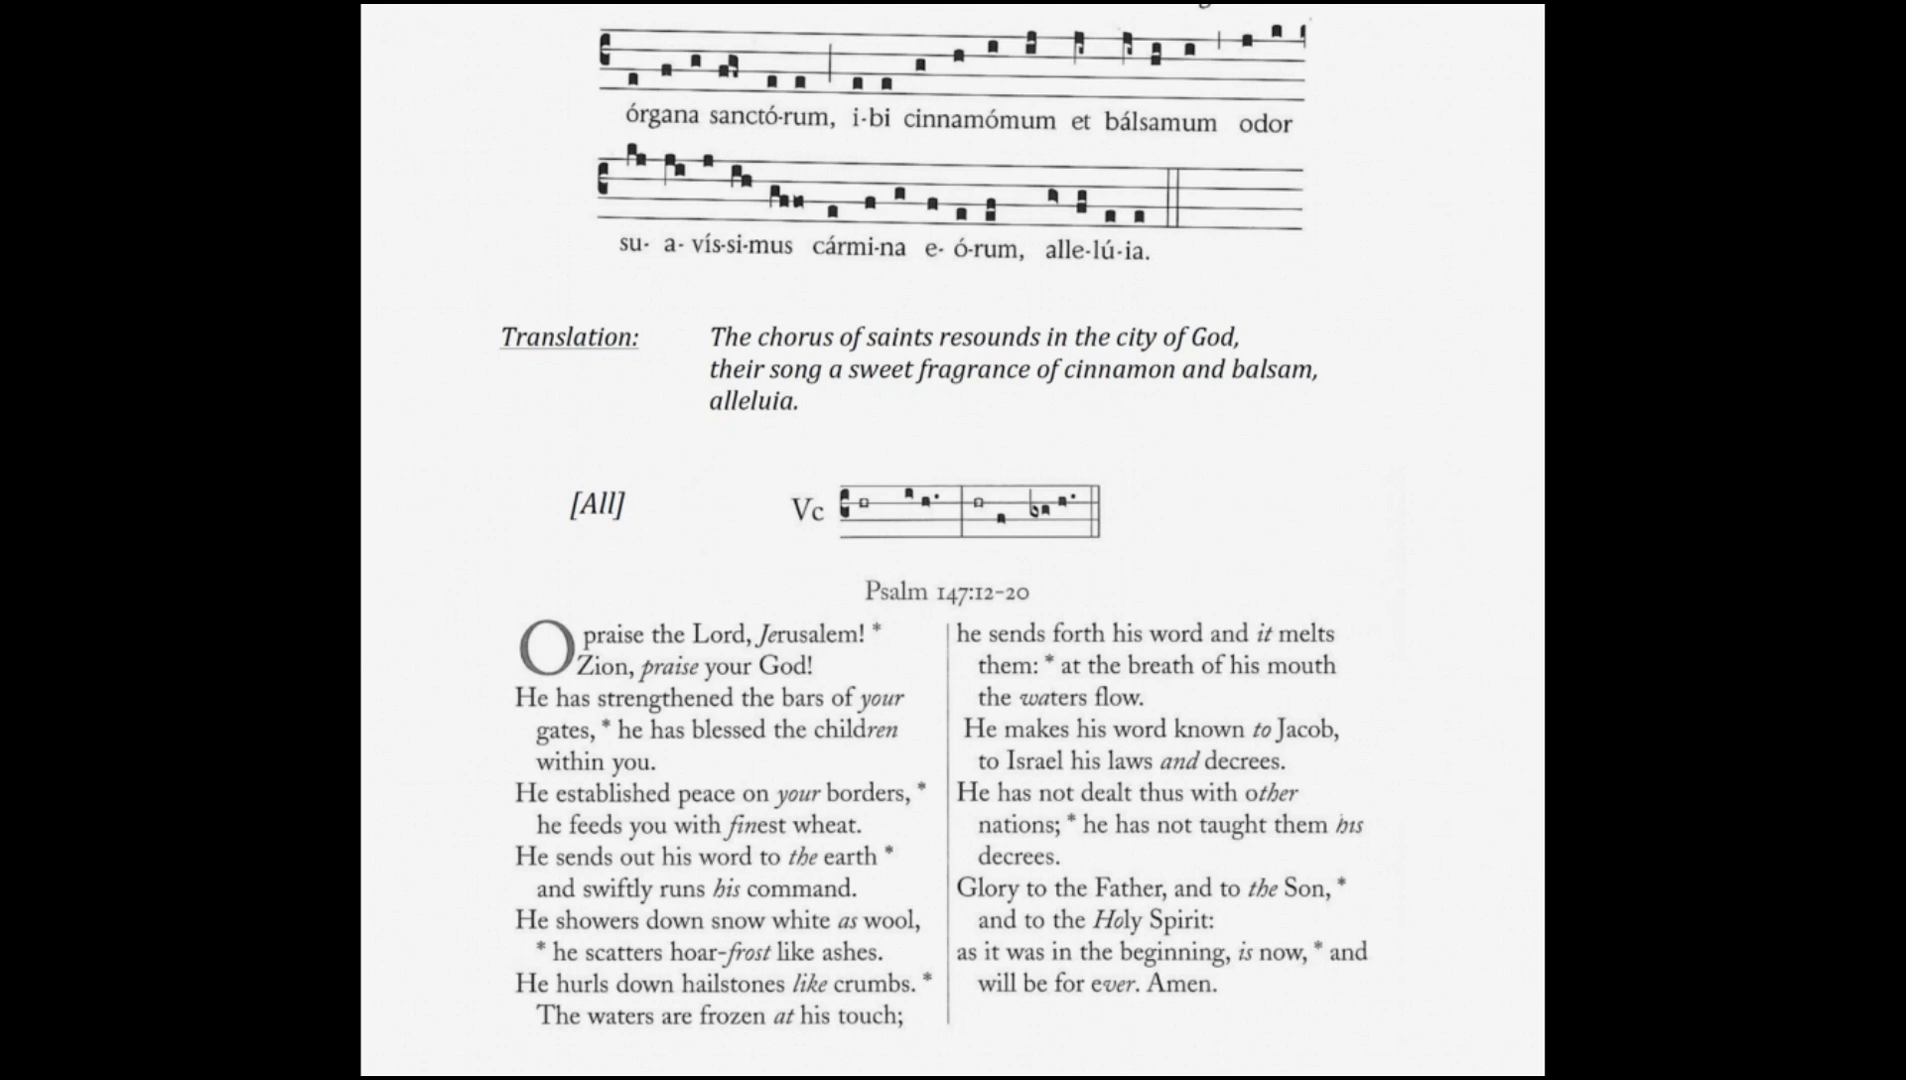 órgana sanctó-rum, i-bi cinnamómum et bálsamum odor
su- a- vís-si-mus cármi-na e- ó-rum, alle-lú-ia.
Translation: The chorus of saints resounds in the city of God,
their song a sweet fragrance of cinnamon and balsam,
alleluia.
[All] Vc
Psalm 147:12-20
O praise the Lord, Jerusalem! *
Zion, praise your God!
He has strengthened the bars of your
gates, * he has blessed the children
within you.
He established peace on your borders, *
he feeds you with finest wheat.
He sends out his word to the earth *
and swiftly runs his command.
He showers down snow white as wool,
* he scatters hoar-frost like ashes.
He hurls down hailstones like crumbs. *
The waters are frozen at his touch;
he sends forth his word and it melts
them: * at the breath of his mouth
the waters flow.
He makes his word known to Jacob,
to Israel his laws and decrees.
He has not dealt thus with other
nations; * he has not taught them his
decrees.
Glory to the Father, and to the Son, *
and to the Holy Spirit:
as it was in the beginning, is now, * and
will be for ever. Amen.